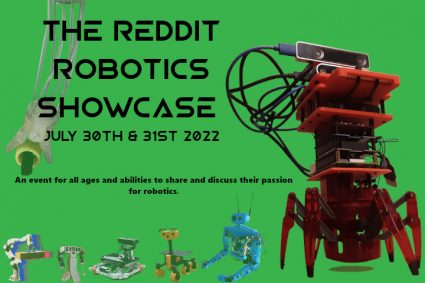 THE REDDIT
ROBOTICS
SHOWCASE
JULY 30TH & 31ST 2022
An event for all ages and abilities to share and discuss their passion
for robotics.